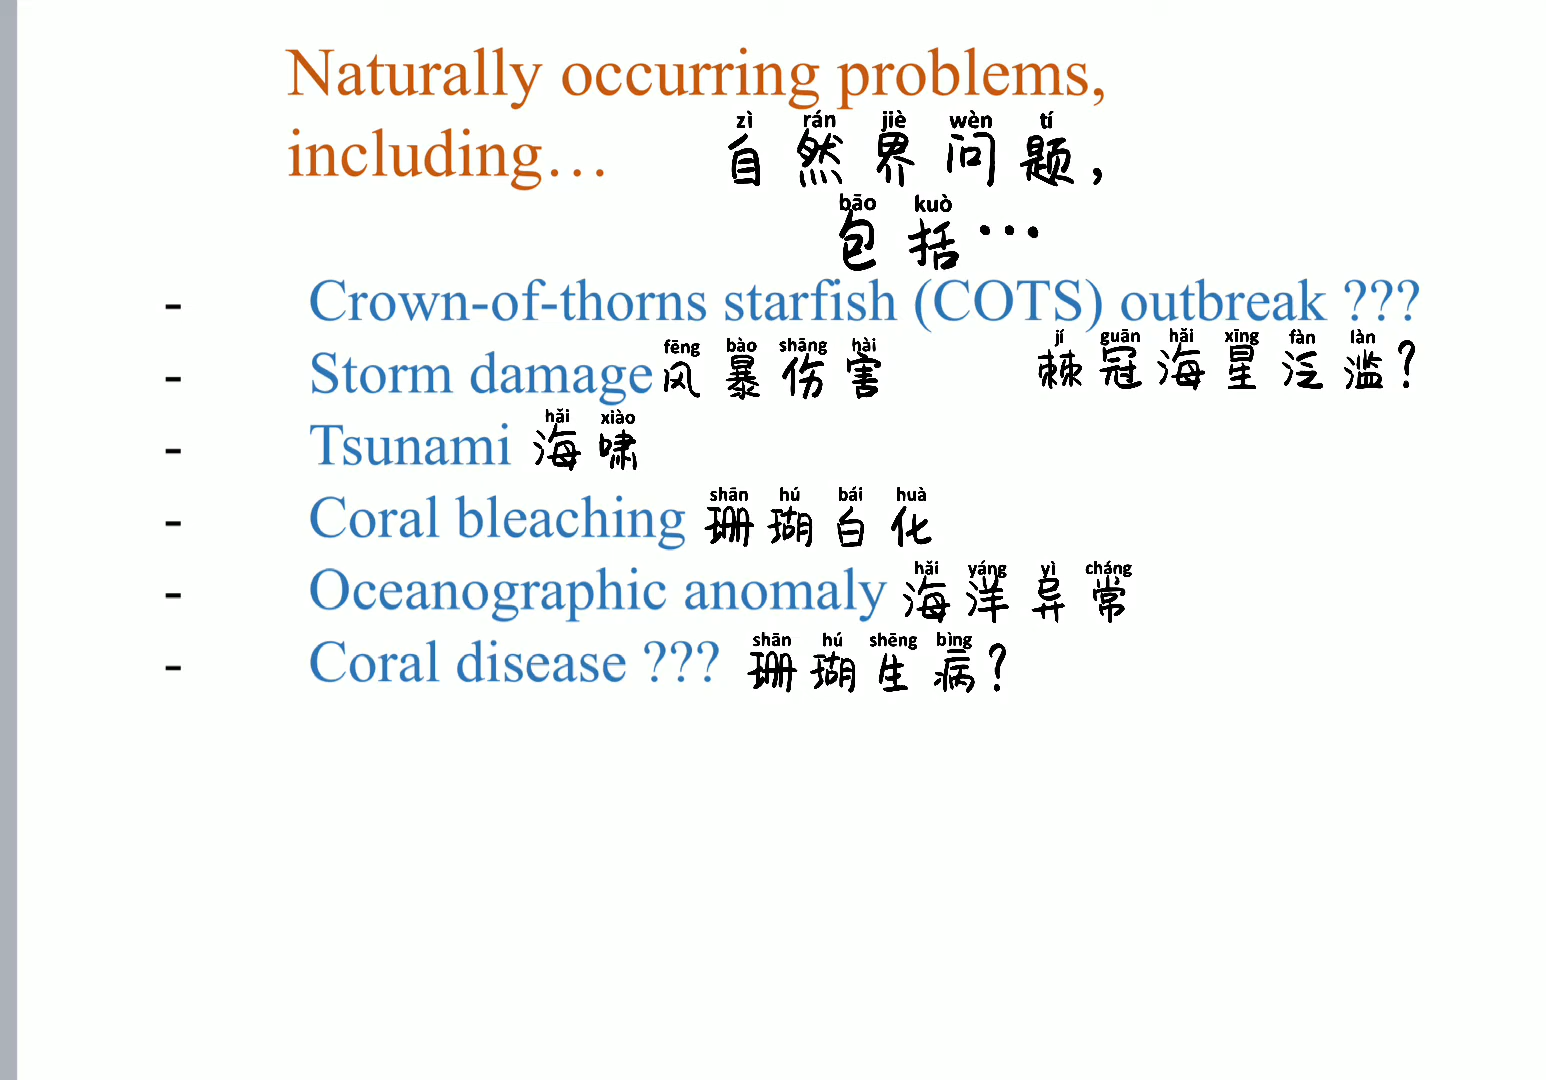 Naturally occurring problems,
zì rán jiè wèn tí
including… 自然界问题，
bāo kuò
包括…
- Crown-of-thorns starfish (COTS) outbreak ???
jí guān hǎi xīng fàn làn
棘冠海星泛滥？
fēng bào shāng hài
- Storm damage 风暴伤害
hǎi xiào
- Tsunami 海啸
shān hú bái huà
- Coral bleaching 珊瑚白化
hǎi yáng yì cháng
- Oceanographic anomaly 海洋异常
shān hú shēng bìng
- Coral disease ??? 珊瑚生病？